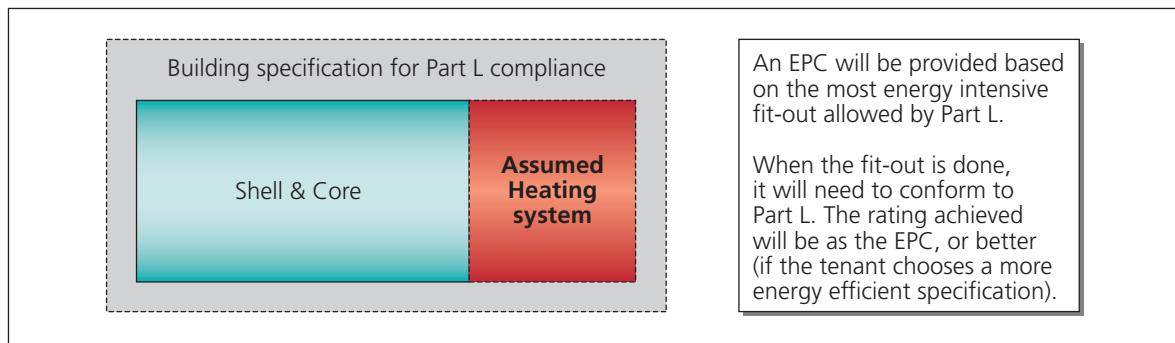 Building specification for Part L compliance
Shell & Core
Assumed
Heating
system
An EPC will be provided based
on the most energy intensive
fit-out allowed by Part L.
When the fit-out is done,
it will need to conform to
Part L. The rating achieved
will be as the EPC, or better
(if the tenant chooses a more
energy efficient specification).